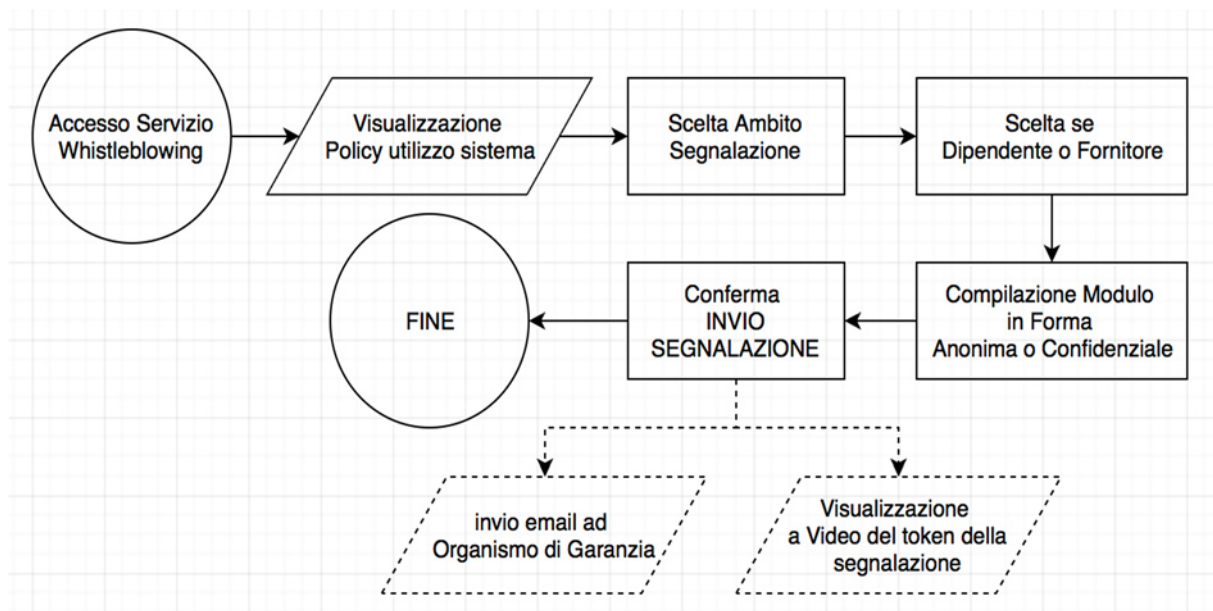 Accesso Servizio
Whistleblowing
Visualizzazione
Policy utilizzo sistema
Scelta Ambito
Segnalazione
Scelta se
Dipendente o Fornitore
Compilazione Modulo
in Forma
Anonima o Confidenziale
Conferma
INVIO
SEGNALAZIONE
FINE
invio email ad
Organismo di Garanzia
Visualizzazione
a Video del token della
segnalazione